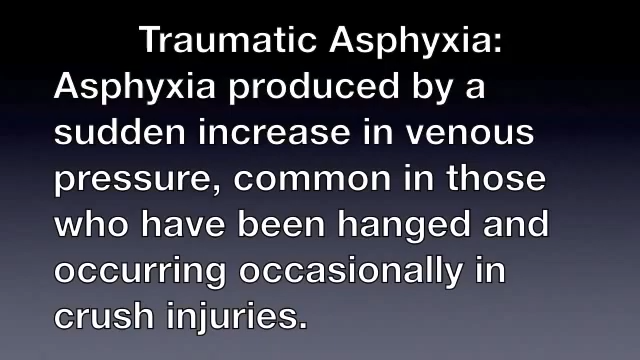 Traumatic Asphyxia:
Asphyxia produced by a
sudden increase in venous
pressure, common in those
who have been hanged and
occurring occasionally in
crush injuries.